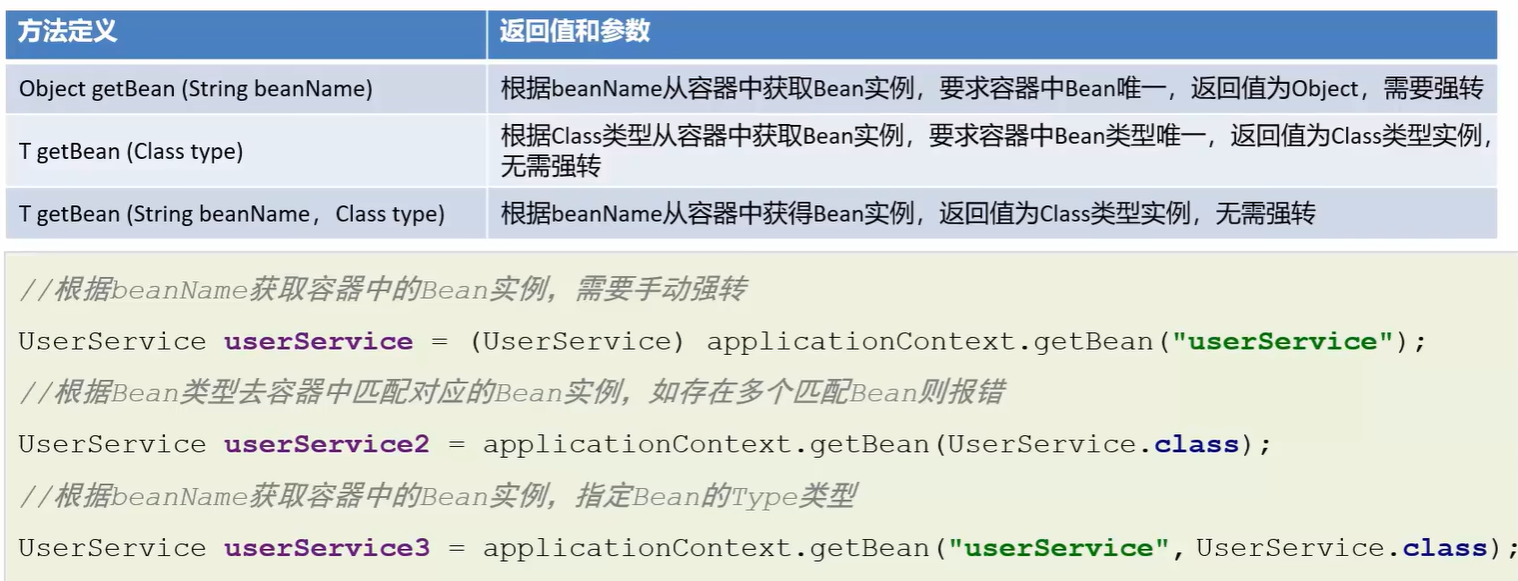 方法定义 返回值和参数
Object getBean (String beanName) 根据beanName从容器中获取Bean实例，要求容器中Bean唯一，返回值为Object，需要强转
T getBean (Class type) 根据Class类型从容器中获取Bean实例，要求容器中Bean类型唯一，返回值为Class类型实例，
无需强转
T getBean (String beanName，Class type) 根据beanName从容器中获得Bean实例，返回值为Class类型实例，无需强转
//根据beanName获取容器中的Bean实例，需要手动强转
UserService userService = (UserService) applicationContext.getBean("userService");
//根据Bean类型去容器中匹配对应的Bean实例，如存在多个匹配Bean则报错
UserService userService2 = applicationContext.getBean(UserService.class);
//根据beanName获取容器中的Bean实例，指定Bean的Type类型
UserService userService3 = applicationContext.getBean("userService",UserService.class);